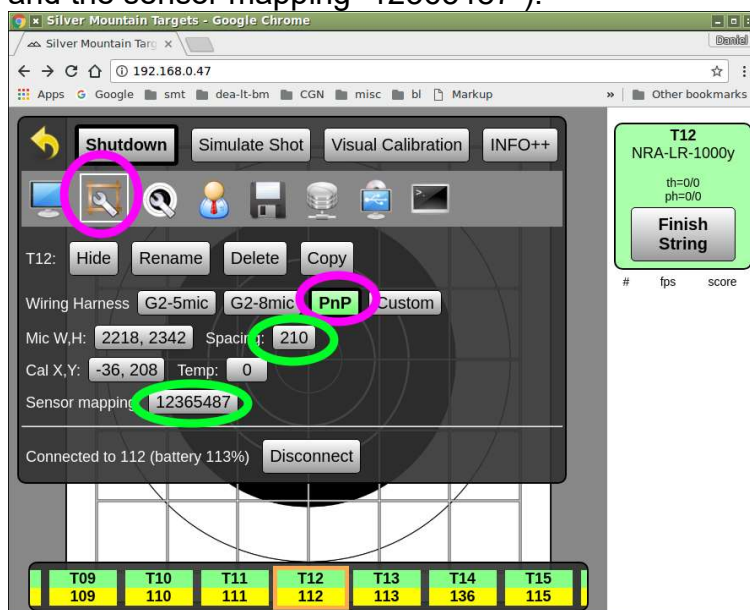 and the sensor mapping "12365487").
Silver Mountain Targets - Google Chrome
Silver Mountain Targ
Daniel
192.168.0.47
Apps Google smt dea-lt-bm CGN misc bl Markup » Other bookmarks
Shutdown Simulate Shot Visual Calibration INFO++
T12
NRA-LR-1000y
th=0/0
ph=0/0
Finish
String
# fps score
T12: Hide Rename Delete Copy
Wiring Harness G2-5mic G2-8mic PnP Custom
Mic W,H: 2218, 2342 Spacing: 210
Cal X,Y: -36, 208 Temp: 0
Sensor mapping: 12365487
Connected to 112 (battery 113%) Disconnect
T09 T10 T11 T12 T13 T14 T15
109 110 111 112 113 136 115